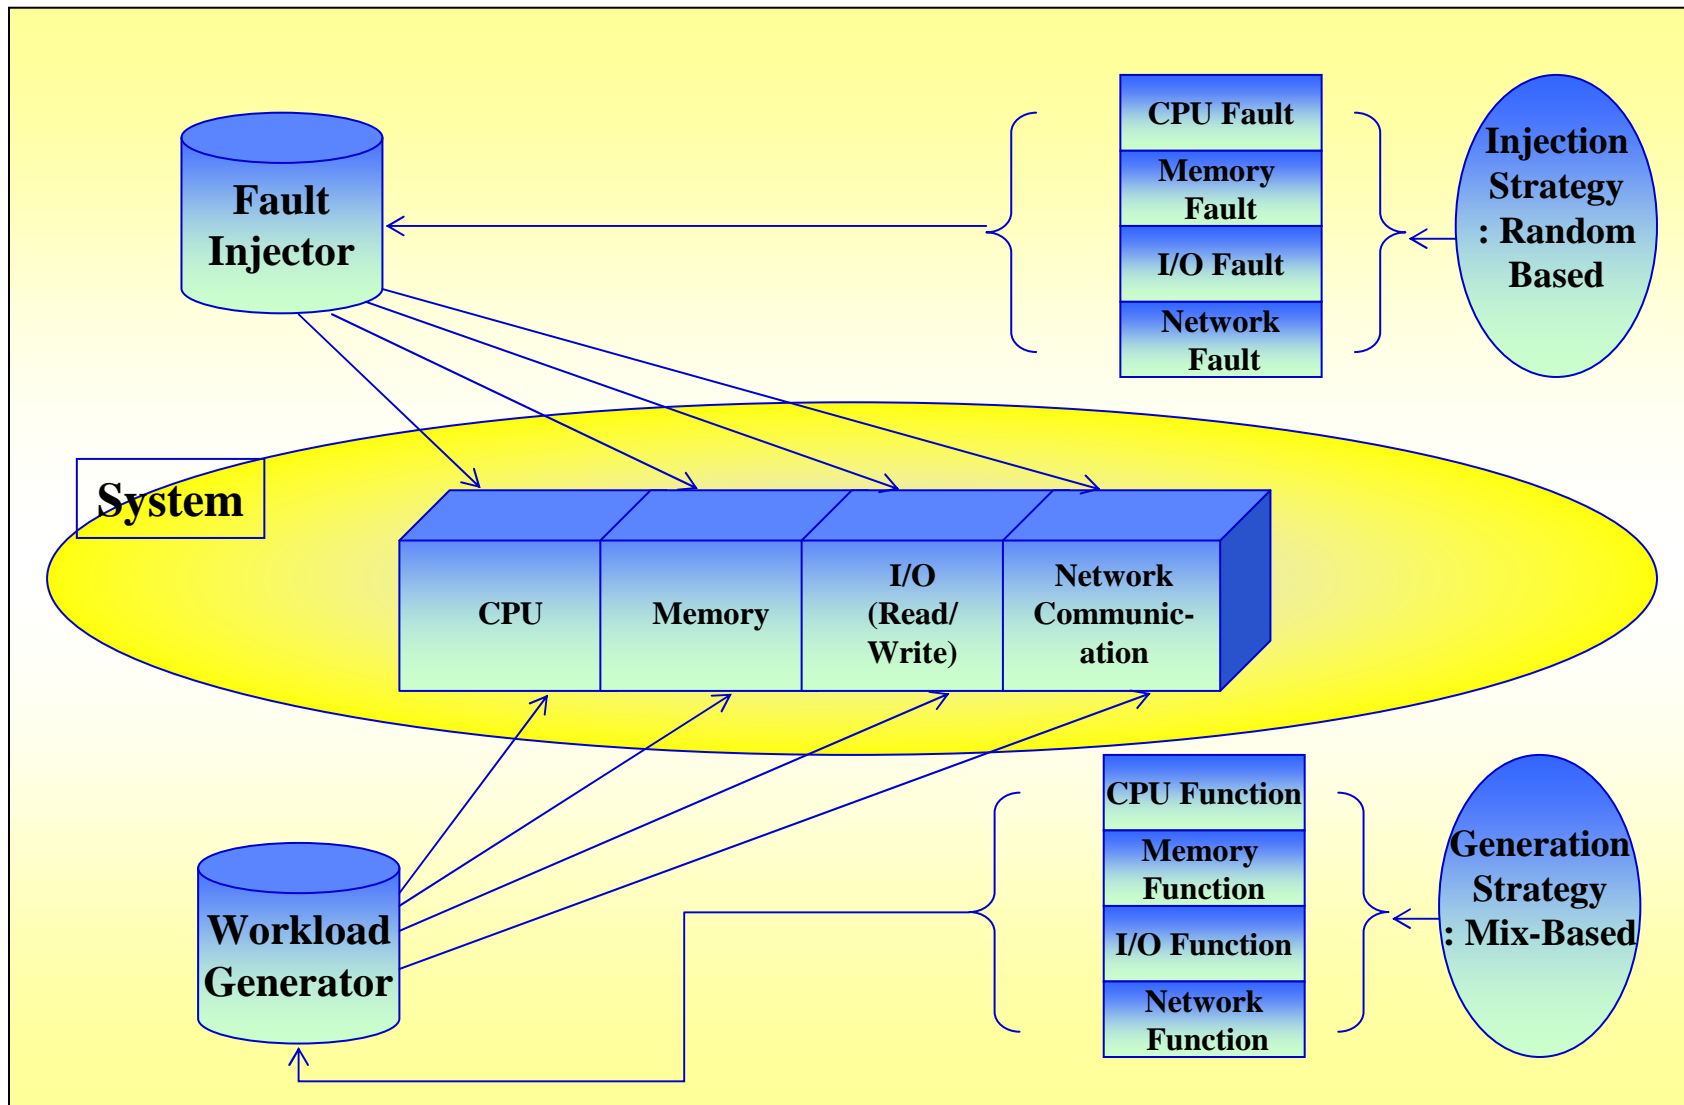 Fault
Injector
CPU Fault
Memory
Fault
I/O Fault
Network
Fault
Injection
Strategy
: Random
Based
System
CPU
Memory
I/O
(Read/
Write)
Network
Communic-
ation
Workload
Generator
CPU Function
Memory
Function
I/O Function
Network
Function
Generation
Strategy
: Mix-Based